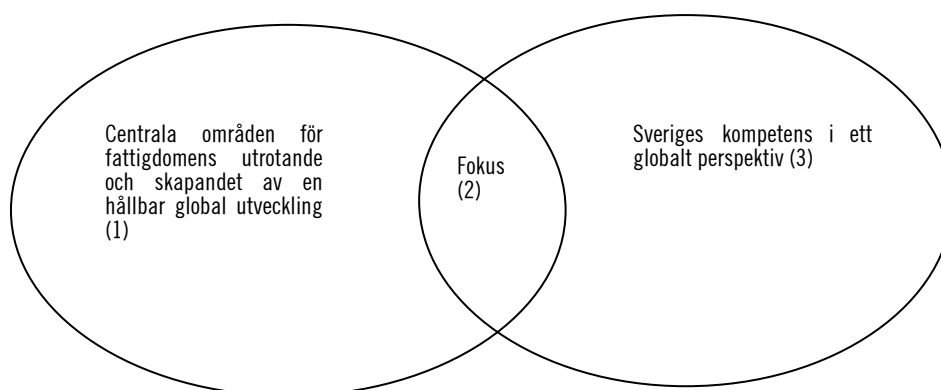 Centrala områden för
fattigdomens utrotande
och skapandet av en
hållbar global utveckling
(1)
Fokus
(2)
Sveriges kompetens i ett
globalt perspektiv (3)